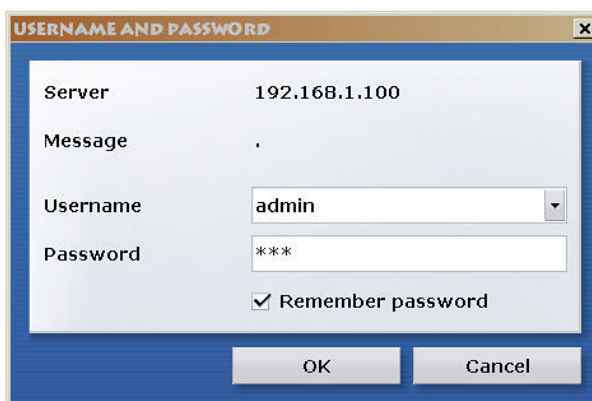 USERNAME AND PASSWORD
Server 192.168.1.100
Message .
Username admin
Password ***
Remember password
OK Cancel